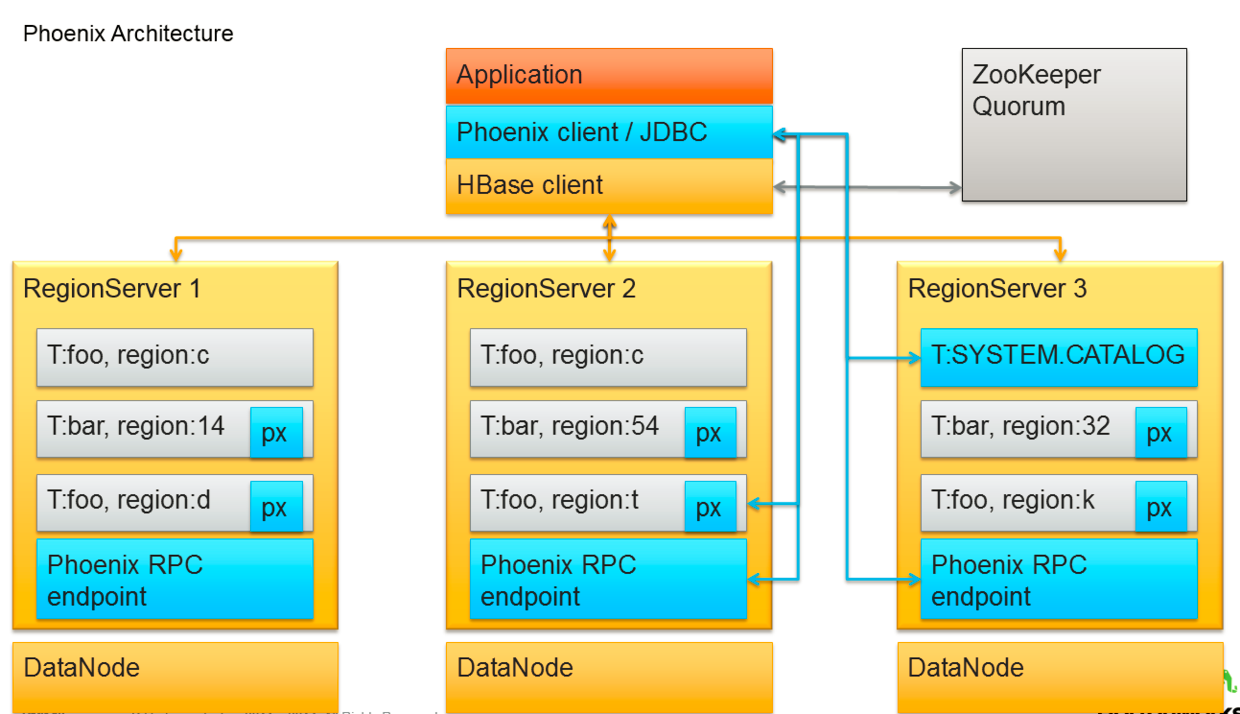 Phoenix Architecture
Application
Phoenix client / JDBC
HBase client
ZooKeeper
Quorum
RegionServer 1
T:foo, region:c
T:bar, region:14
px
T:foo, region:d
px
Phoenix RPC
endpoint
DataNode
RegionServer 2
T:foo, region:c
T:bar, region:54
px
T:foo, region:t
px
Phoenix RPC
endpoint
DataNode
RegionServer 3
T:SYSTEM.CATALOG
T:bar, region:32
px
T:foo, region:k
px
Phoenix RPC
endpoint
DataNode